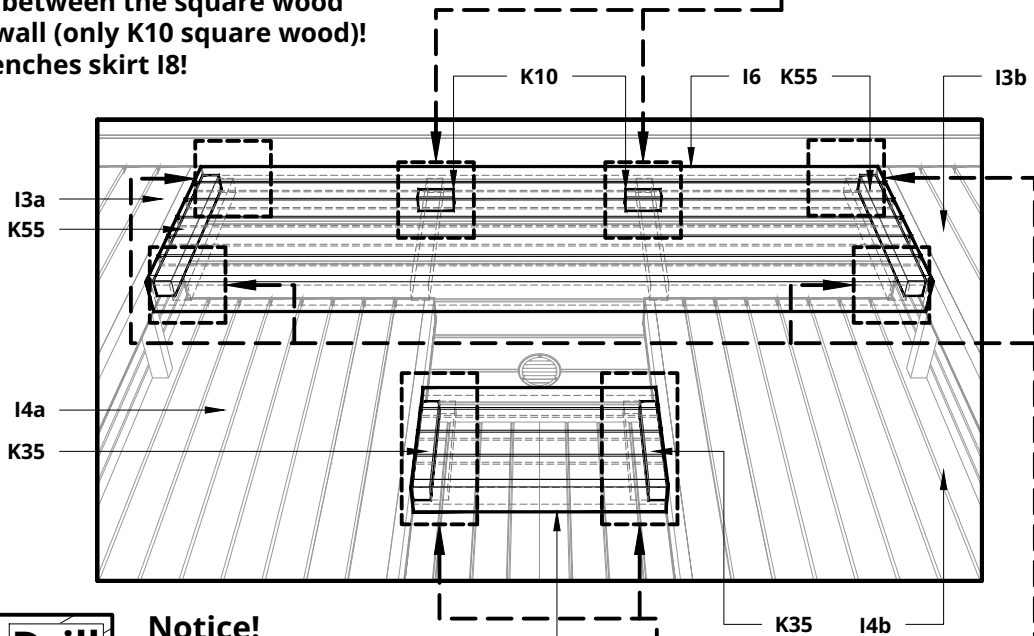 between the square wood
wall (only K10 square wood)!
enches skirt I8!
K10
I6 K55
I3b
I3a
K55
I4a
K35
K35 I4b
Notice!